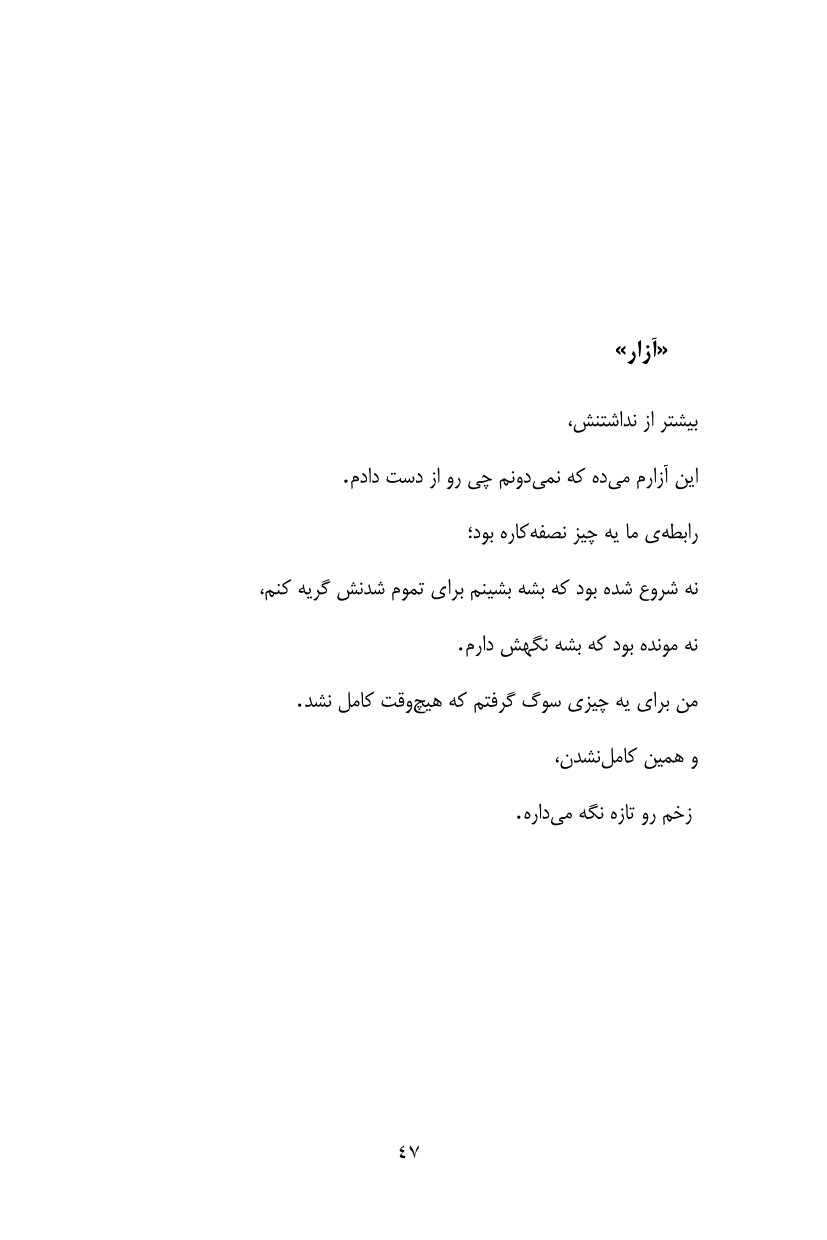 «آزار»
بیشتر از نداشتنش،
این آزارم می‌ده که نمی‌دونم چی رو از دست دادم.
رابطه‌ی ما یه چیز نصفه‌کاره بود؛
نه شروع شده بود که بشه بشینم برای تموم شدنش گریه کنم،
نه مونده بود که بشه نگهش دارم.
من برای یه چیزی سوگ گرفتم که هیچ‌وقت کامل نشد.
و همین کامل‌نشدن،
زخم رو تازه نگه می‌داره.
٤٧